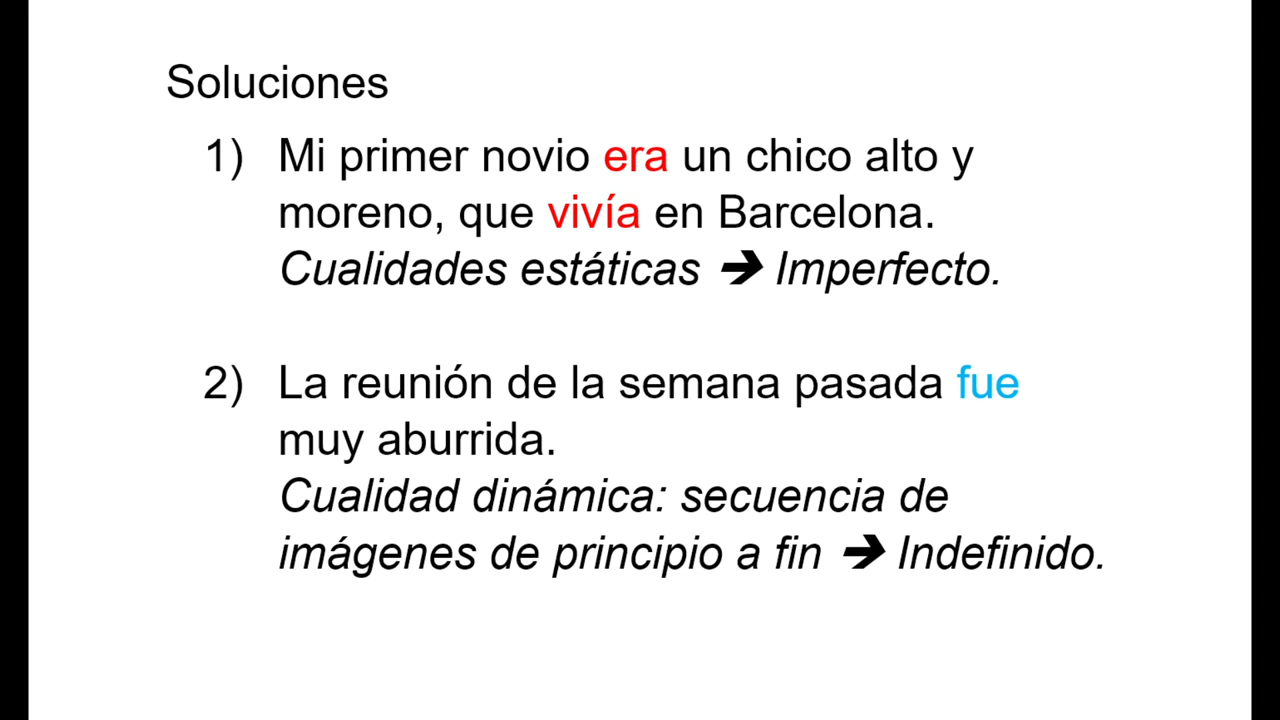 Soluciones
1) Mi primer novio era un chico alto y
moreno, que vivía en Barcelona.
Cualidades estáticas ➔ Imperfecto.
2) La reunión de la semana pasada fue
muy aburrida.
Cualidad dinámica: secuencia de
imágenes de principio a fin ➔ Indefinido.